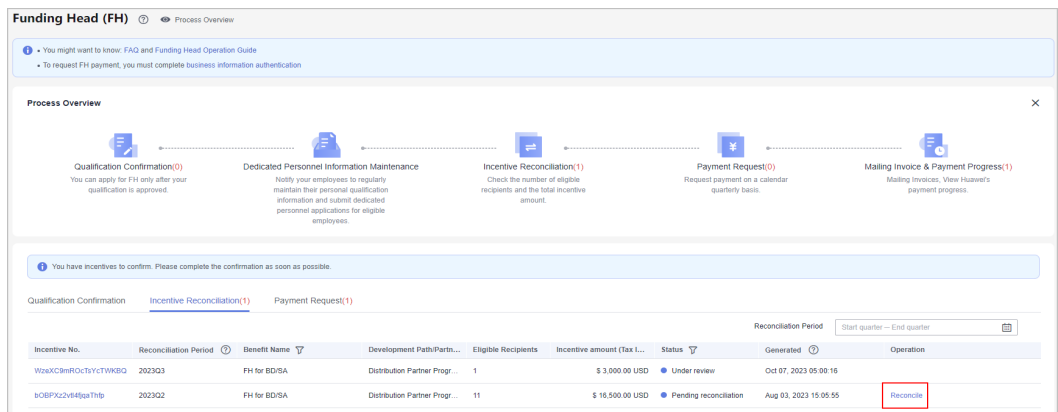 Funding Head (FH) Process Overview
• You might want to know: FAQ and Funding Head Operation Guide
• To request FH payment, you must complete business information authentication
Process Overview
Qualification Confirmation(0)
You can apply for FH only after your
qualification is approved.
Dedicated Personnel Information Maintenance
Notify your employees to regularly
maintain their personal qualification
information and submit dedicated
personnel applications for eligible
employees.
Incentive Reconciliation(1)
Check the number of eligible
recipients and the total incentive
amount.
Payment Request(0)
Request payment on a calendar
quarterly basis.
Mailing Invoice & Payment Progress(1)
Mailing Invoices, View Huawei's
payment progress
You have incentives to confirm. Please complete the confirmation as soon as possible.
Qualification Confirmation Incentive Reconciliation(1) Payment Request(1)
Reconciliation Period Start quarter – End quarter
Incentive No. Reconciliation Period Benefit Name Development Path/Partn... Eligible Recipients Incentive amount (Tax I... Status Generated Operation
WzeXC9mROcTsYcTWKBQ 2023Q3 FH for BD/SA Distribution Partner Progr... 1 $ 3,000.00 USD Under review Oct 07, 2023 05:00:16
bOBPXz2vtl4fjqaThfp 2023Q2 FH for BD/SA Distribution Partner Progr... 11 $ 16,500.00 USD Pending reconciliation Aug 03, 2023 15:05:55 Reconcile